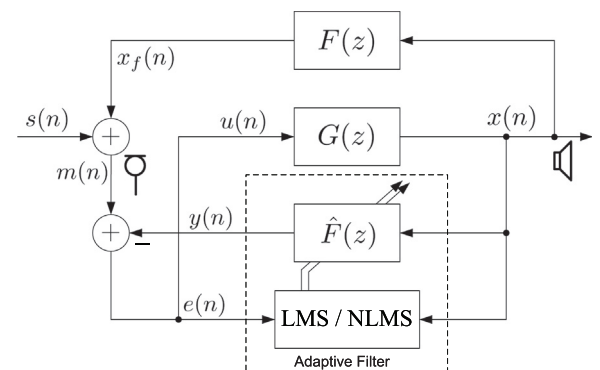 F(z)
x_f(n)
s(n)
+
u(n)
G(z)
x(n)
m(n)
+
y(n)
F̂(z)
−
e(n)
LMS / NLMS
Adaptive Filter